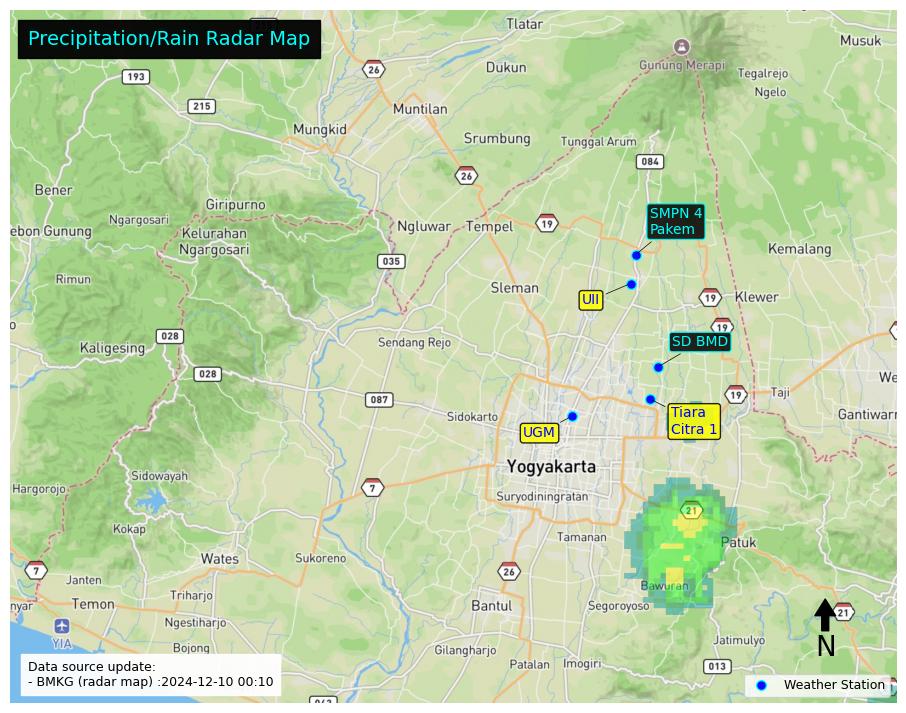 Precipitation/Rain Radar Map
Tlatar
Musuk
26
Dukun
Gunung Merapi
Tegalrejo
193
Ngelo
215
Muntilan
Mungkid
Srumbung
Tunggal Arum
084
26
Bener
Giripurno
SMPN 4
Pakem
Ngargosari
Ngluwar
Tempel
19
ebon Gunung
Kelurahan
Ngargosari
Kemalang
035
Rimun
Sleman
UII
19
Klewer
19
028
Sendang Rejo
SD BMD
Kaligesing
028
We
087
19
Taji
Sidokarto
Tiara
Citra 1
Gantiwarn
UGM
Yogyakarta
Sidowayah
Hargorojo
7
Suryodiningratan
21
Kokap
Tamanan
Patuk
Wates
Sukoreno
7
26
Janten
Bawuran
Triharjo
nyar
Temon
Bantul
Segoroyoso
21
Ngestiharjo
YIA
N
Jatimulyo
Bojong
Gilangharjo
Data source update:
- BMKG (radar map) :2024-12-10 00:10
Patalan
Imogiri
013
Weather Station